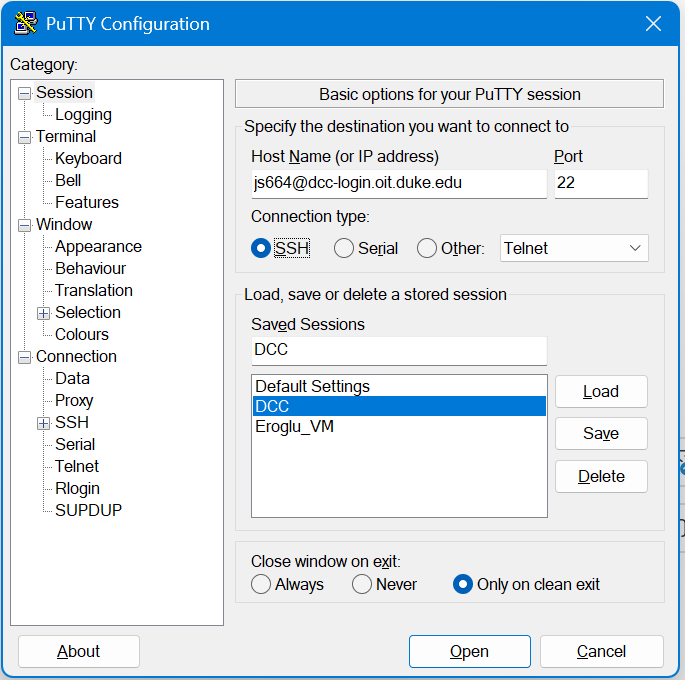 PuTTY Configuration
Category:
Session
Logging
Terminal
Keyboard
Bell
Features
Window
Appearance
Behaviour
Translation
Selection
Colours
Connection
Data
Proxy
SSH
Serial
Telnet
Rlogin
SUPDUP
Basic options for your PuTTY session
Specify the destination you want to connect to
Host Name (or IP address) Port
js664@dcc-login.oit.duke.edu 22
Connection type:
SSH Serial Other: Telnet
Load, save or delete a stored session
Saved Sessions
DCC
Default Settings
DCC
Eroglu_VM
Load
Save
Delete
Close window on exit:
Always Never Only on clean exit
About Open Cancel